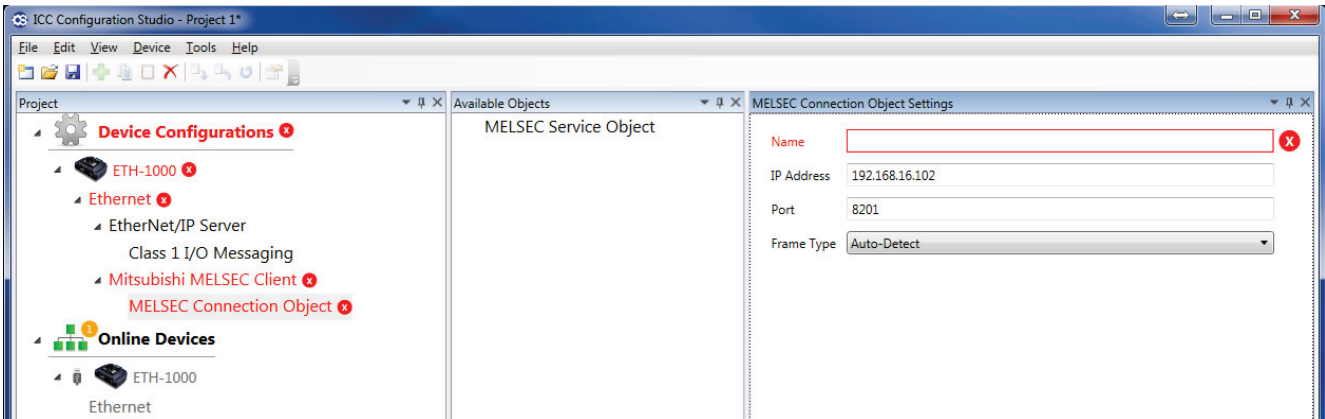 ICC Configuration Studio - Project 1*
File Edit View Device Tools Help
Project
Device Configurations
ETH-1000
Ethernet
EtherNet/IP Server
Class 1 I/O Messaging
Mitsubishi MELSEC Client
MELSEC Connection Object
1
Online Devices
ETH-1000
Ethernet
Available Objects
MELSEC Service Object
MELSEC Connection Object Settings
Name
IP Address 192.168.16.102
Port 8201
Frame Type Auto-Detect